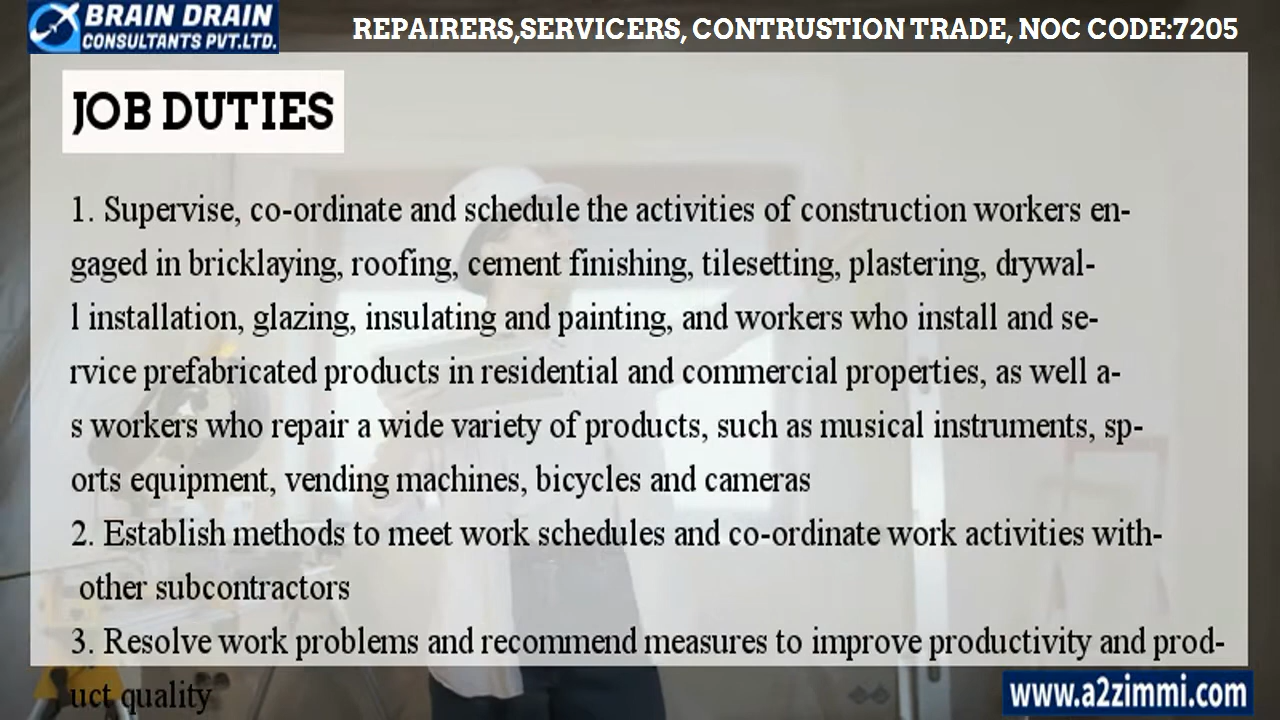 BRAIN DRAIN
CONSULTANTS PVT.LTD.
REPAIRERS,SERVICERS, CONTRUSTION TRADE, NOC CODE:7205
JOB DUTIES
1. Supervise, co-ordinate and schedule the activities of construction workers en-
gaged in bricklaying, roofing, cement finishing, tilesetting, plastering, drywal-
l installation, glazing, insulating and painting, and workers who install and se-
rvice prefabricated products in residential and commercial properties, as well a-
s workers who repair a wide variety of products, such as musical instruments, sp-
orts equipment, vending machines, bicycles and cameras
2. Establish methods to meet work schedules and co-ordinate work activities with-
other subcontractors
3. Resolve work problems and recommend measures to improve productivity and prod-
uct quality
www.a2zimmi.com